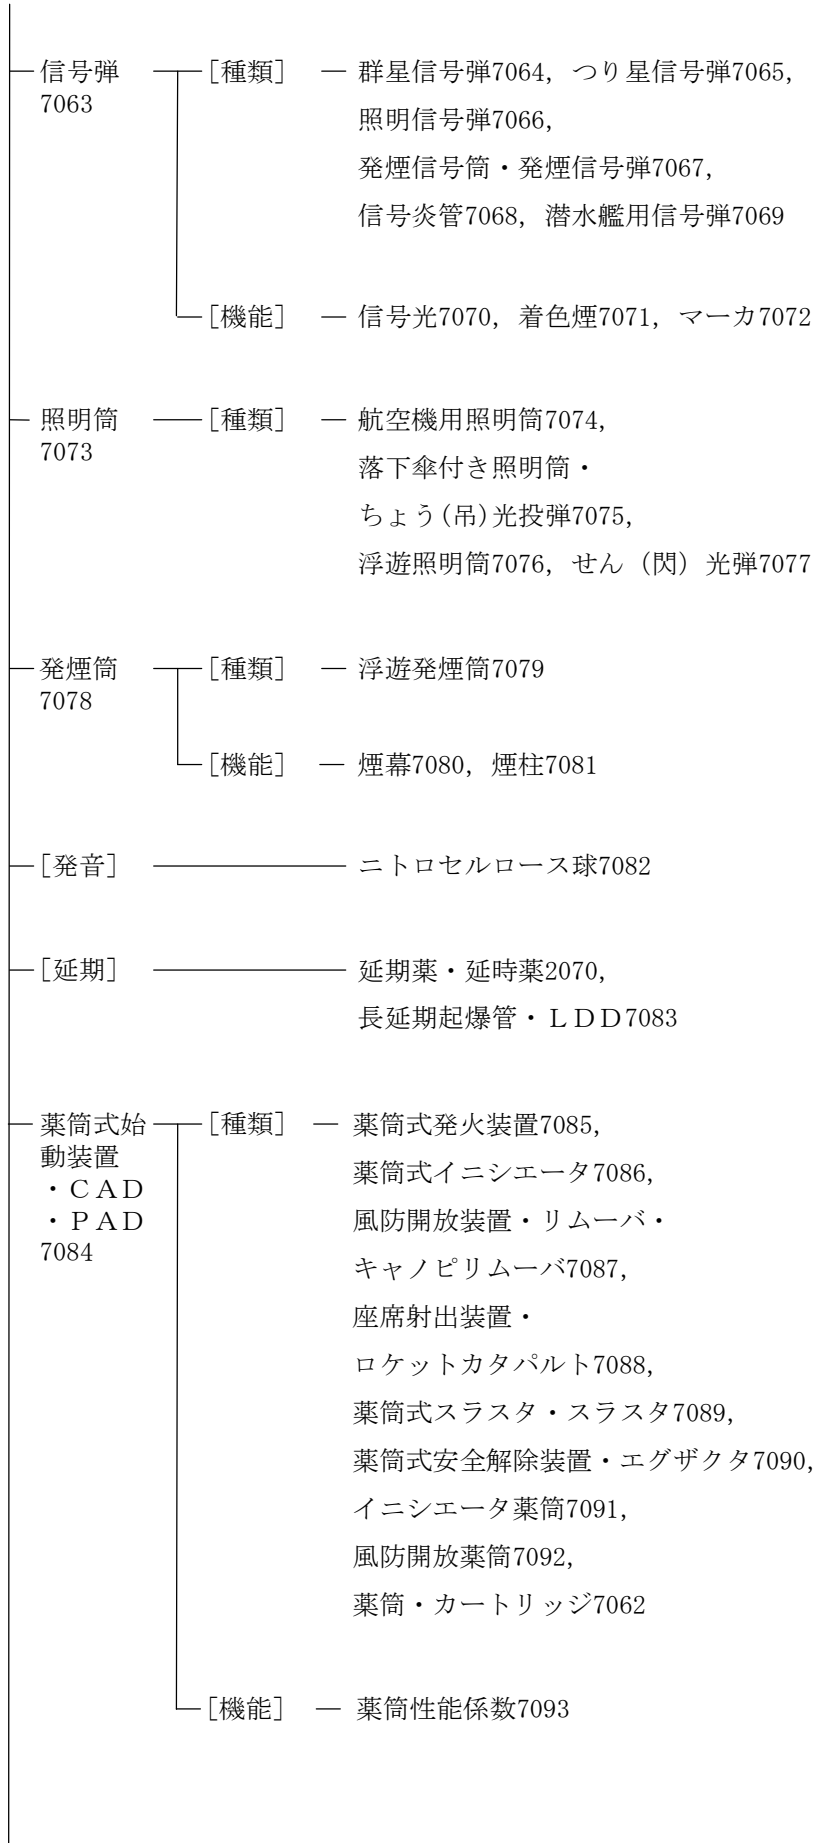 信号弾 [種類] 群星信号弾7064，つり星信号弾7065，
7063
照明信号弾7066，
発煙信号筒・発煙信号弾7067，
信号炎管7068，潜水艦用信号弾7069
[機能] 信号光7070，着色煙7071，マーカ7072
照明筒 [種類] 航空機用照明筒7074，
7073
落下傘付き照明筒・
ちょう(吊)光投弾7075，
浮遊照明筒7076，せん（閃）光弾7077
発煙筒 [種類] 浮遊発煙筒7079
7078
[機能] 煙幕7080，煙柱7081
[発音] ニトロセルロース球7082
[延期] 延期薬・延時薬2070，
長延期起爆管・ＬＤＤ7083
薬筒式始 [種類] 薬筒式発火装置7085，
動装置
・ＣＡＤ
・ＰＡＤ
7084
薬筒式イニシエータ7086，
風防開放装置・リムーバ・
キャノピリムーバ7087，
座席射出装置・
ロケットカタパルト7088，
薬筒式スラスタ・スラスタ7089，
薬筒式安全解除装置・エグザクタ7090，
イニシエータ薬筒7091，
風防開放薬筒7092，
薬筒・カートリッジ7062
[機能] 薬筒性能係数7093